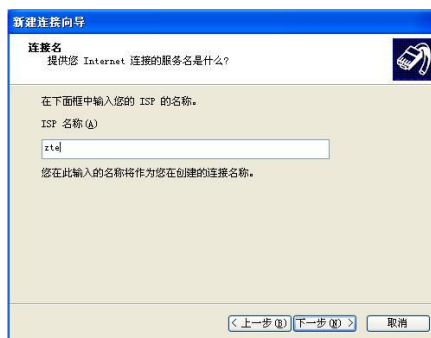 新建连接向导
连接名
提供您 Internet 连接的服务名是什么?
在下面框中输入您的 ISP 的名称。
ISP 名称(A)
zte
您在此输入的名称将作为您在创建的连接名称。
<上一步(B) 下一步(N)> 取消